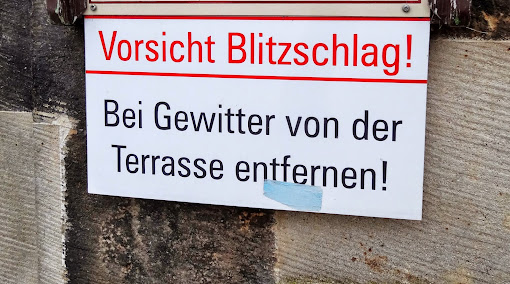 Vorsicht Blitzschlag!
Bei Gewitter von der
Terrasse entfernen!